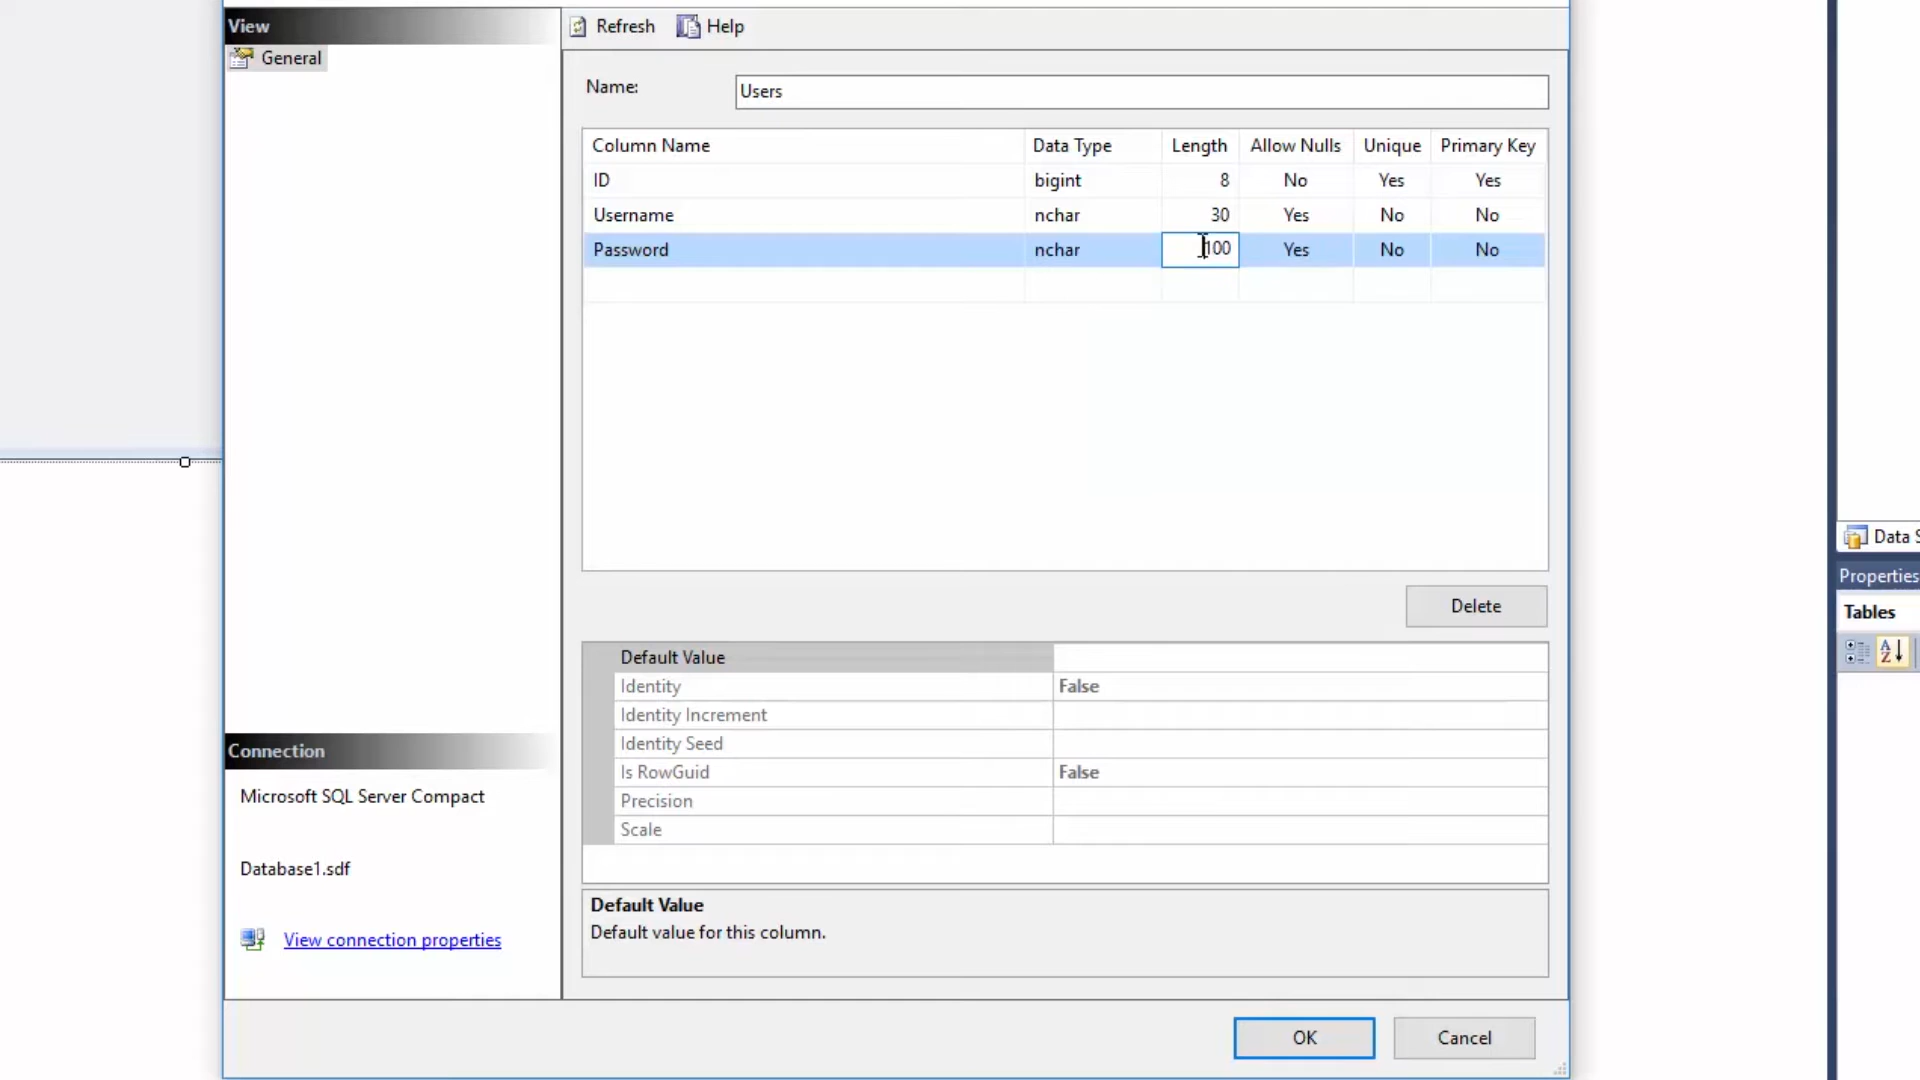 View
General
Refresh Help
Name: Users
Column Name Data Type Length Allow Nulls Unique Primary Key
ID bigint 8 No Yes Yes
Username nchar 30 Yes No No
Password nchar 100 Yes No No
Delete
Default Value
Identity False
Identity Increment
Identity Seed
Is RowGuid False
Precision
Scale
Default Value
Default value for this column.
Connection
Microsoft SQL Server Compact
Database1.sdf
View connection properties
OK Cancel
Data S
Properties
Tables